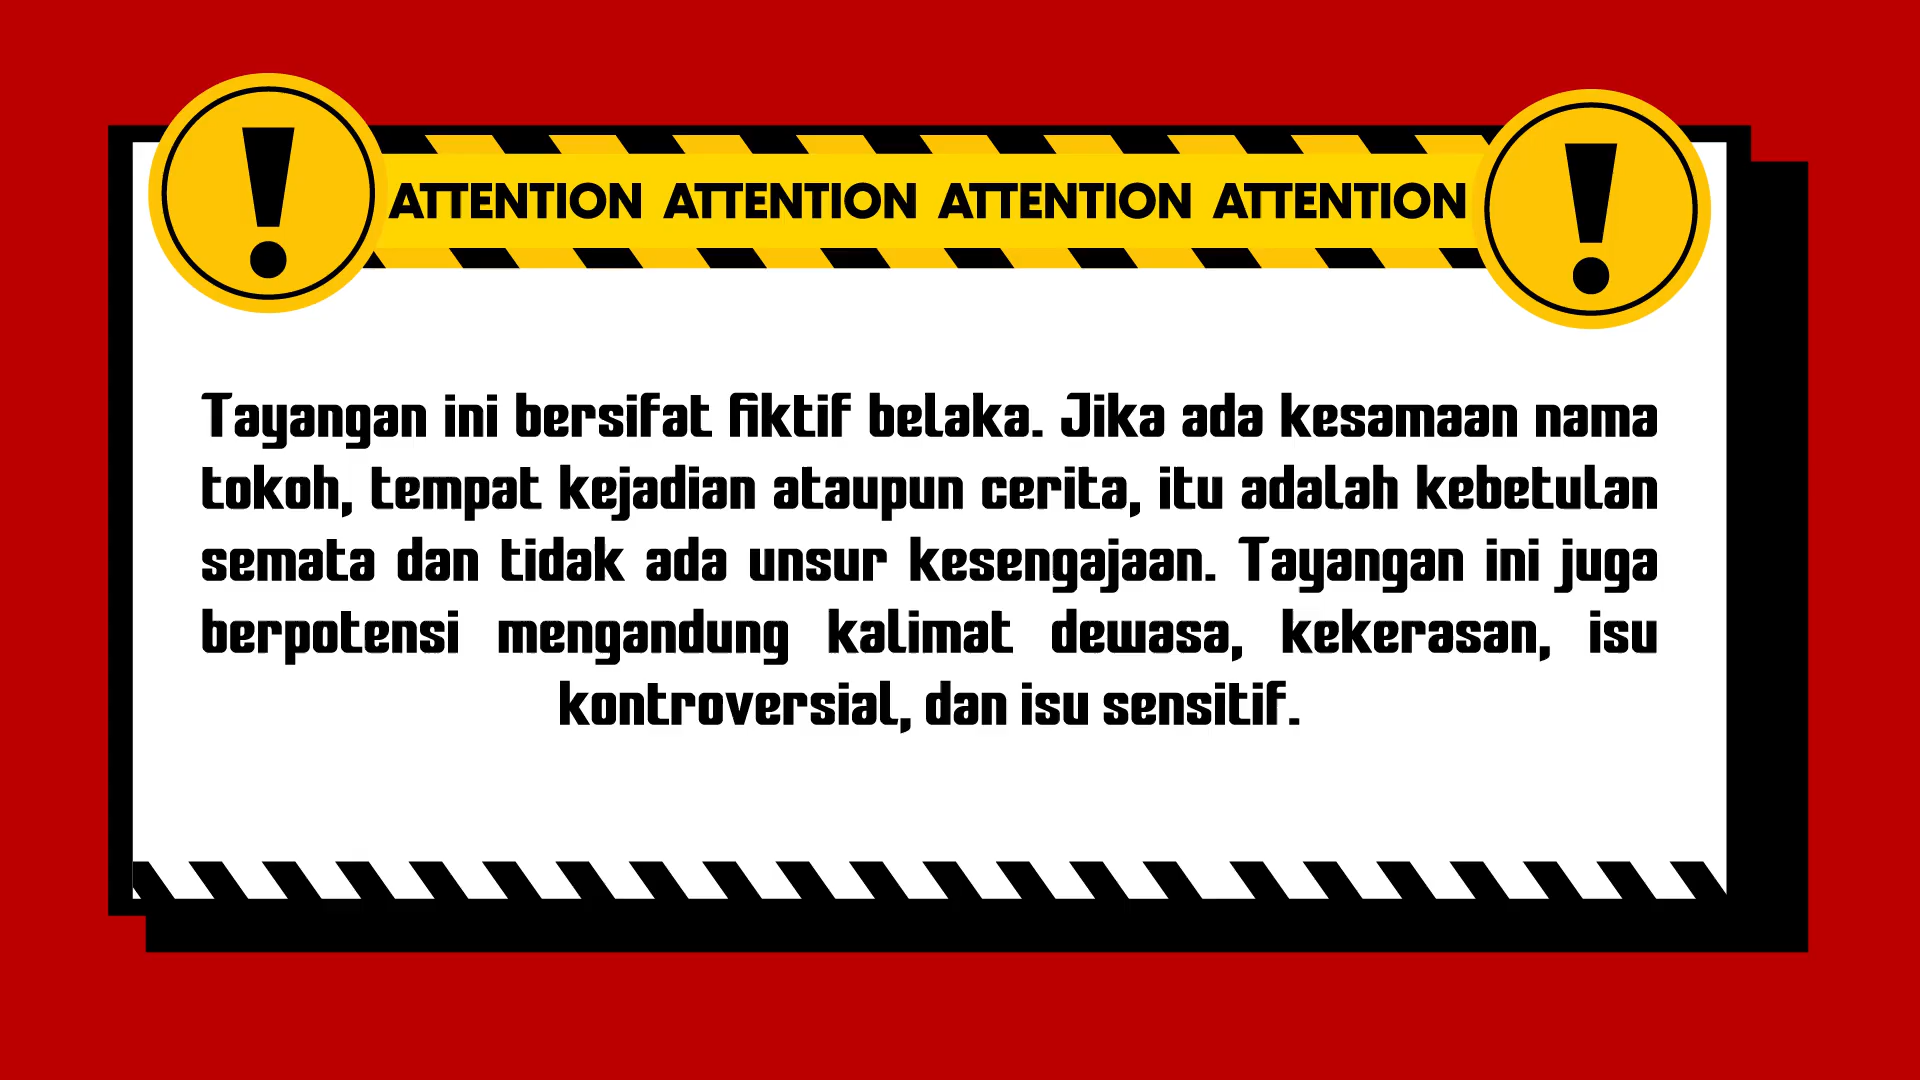 ATTENTION ATTENTION ATTENTION ATTENTION
Tayangan ini bersifat fiktif belaka. Jika ada kesamaan nama
tokoh, tempat kejadian ataupun cerita, itu adalah kebetulan
semata dan tidak ada unsur kesengajaan. Tayangan ini juga
berpotensi mengandung kalimat dewasa, kekerasan, isu
kontroversial, dan isu sensitif.